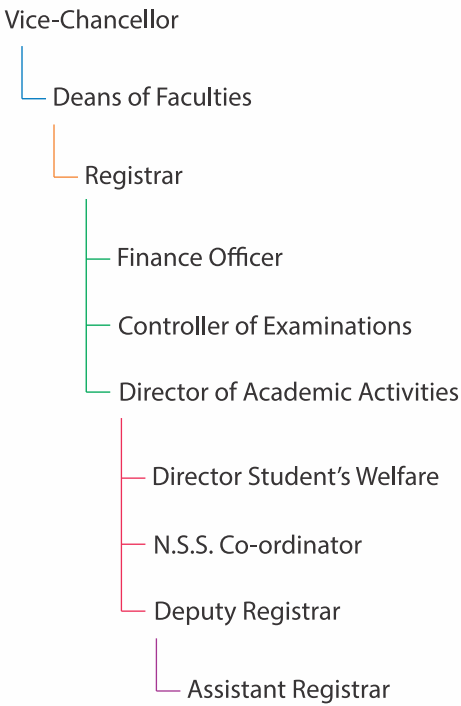 Vice-Chancellor
Deans of Faculties
Registrar
Finance Officer
Controller of Examinations
Director of Academic Activities
Director Student’s Welfare
N.S.S. Co-ordinator
Deputy Registrar
Assistant Registrar